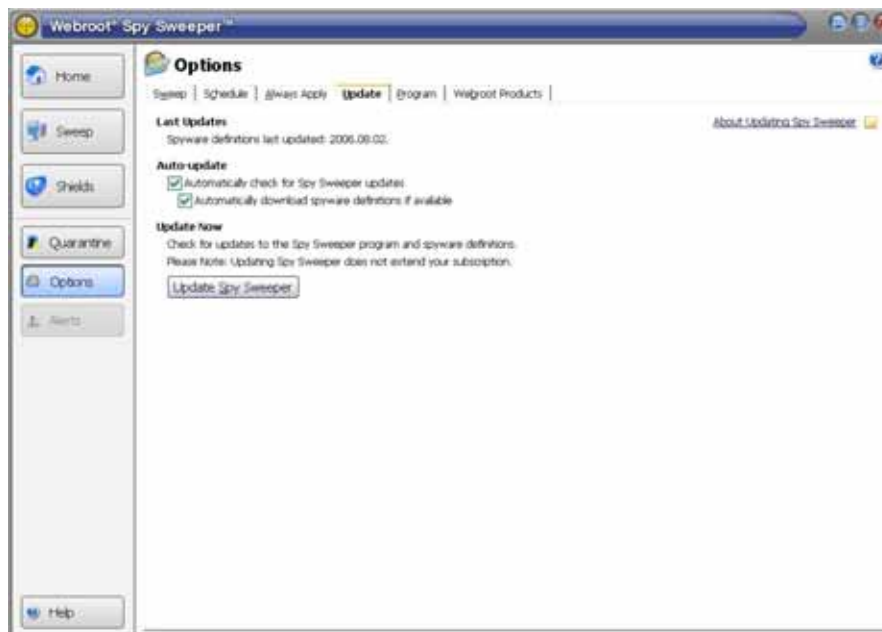 Webroot® Spy Sweeper™
Home
Sweep
Shields
Quarantine
Options
Alerts
Help
Options
Sweep | Schedule | Always Apply | Update | Program | Webroot Products |
Last Updates
About Updating Spy Sweeper
Spyware definitions last updated: 2006.08.02.
Auto-update
Automatically check for Spy Sweeper updates
Automatically download spyware definitions if available
Update Now
Check for updates to the Spy Sweeper program and spyware definitions.
Please Note: Updating Spy Sweeper does not extend your subscription.
Update Spy Sweeper